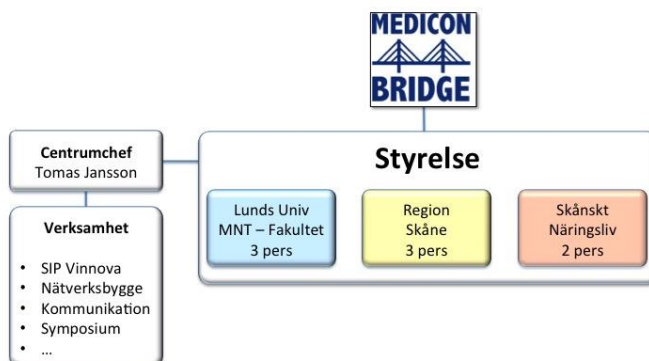 MEDICON
BRIDGE
Centrumchef
Tomas Jansson
Styrelse
Lunds Univ
MNT – Fakultet
3 pers
Region
Skåne
3 pers
Skånskt
Näringsliv
2 pers
Verksamhet
• SIP Vinnova
• Nätverksbygge
• Kommunikation
• Symposium
• ...